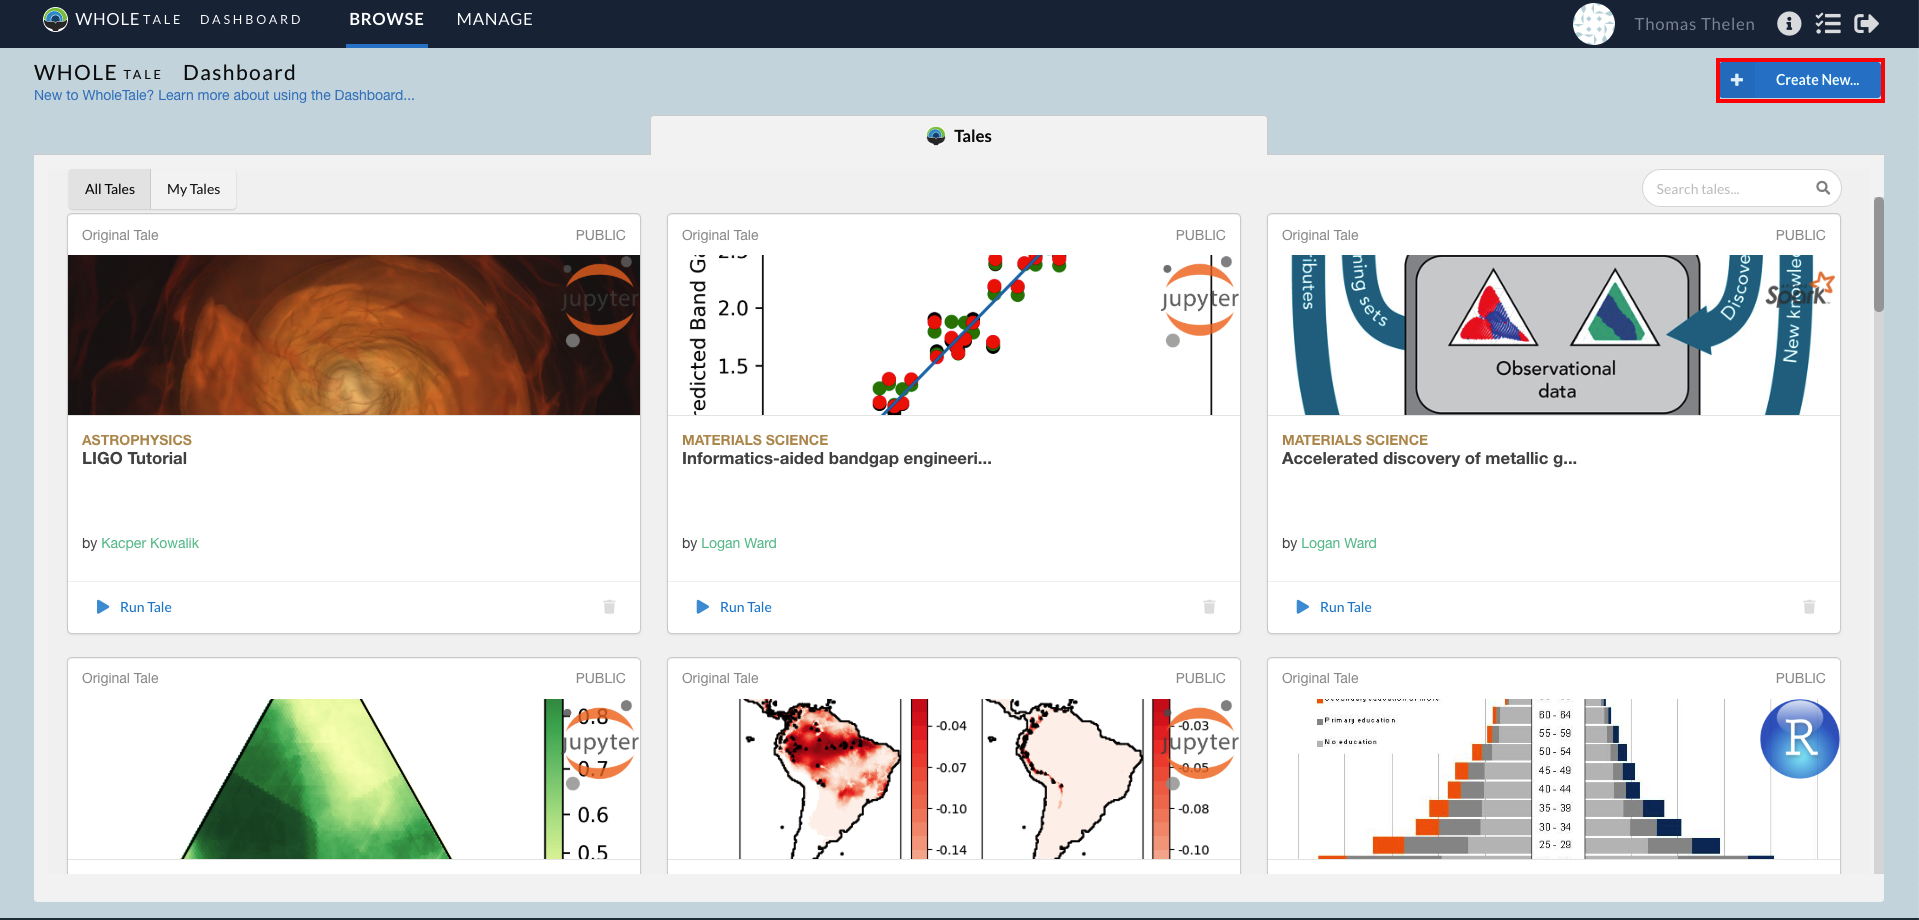 WHOLE TALE DASHBOARD BROWSE MANAGE Thomas Thelen
WHOLE TALE Dashboard
New to WholeTale? Learn more about using the Dashboard...
Create New...
Tales
All Tales My Tales
Search tales...
Original Tale PUBLIC
jupyter
ASTROPHYSICS
LIGO Tutorial
by Kacper Kowalik
Run Tale
Original Tale PUBLIC
2.0
1.5
redicted Band
jupyter
MATERIALS SCIENCE
Informatics-aided bandgap engineeri...
by Logan Ward
Run Tale
Original Tale PUBLIC
ributes
ning sets
Observational
data
Discove
New knowle
Spark
MATERIALS SCIENCE
Accelerated discovery of metallic g...
by Logan Ward
Run Tale
Original Tale PUBLIC
jupyter
0.8
0.7
0.6
0.5
Original Tale PUBLIC
-0.04
-0.07
-0.10
-0.14
-0.03
-0.05
-0.08
-0.10
jupyter
Original Tale PUBLIC
Primary education
No education
60 - 64
55 - 59
50 - 54
45 - 49
40 - 44
35 - 39
30 - 34
25 - 29
R